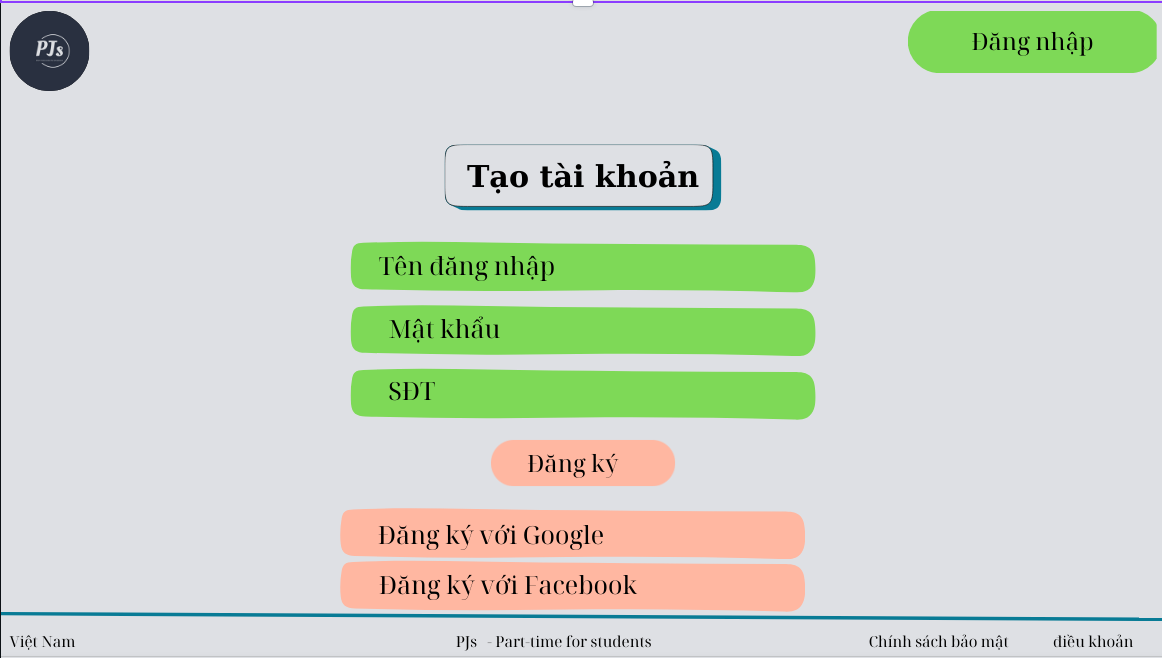 PJs
Đăng nhập
Tạo tài khoản
Tên đăng nhập
Mật khẩu
SĐT
Đăng ký
Đăng ký với Google
Đăng ký với Facebook
Việt Nam
PJs - Part-time for students
Chính sách bảo mật
điều khoản